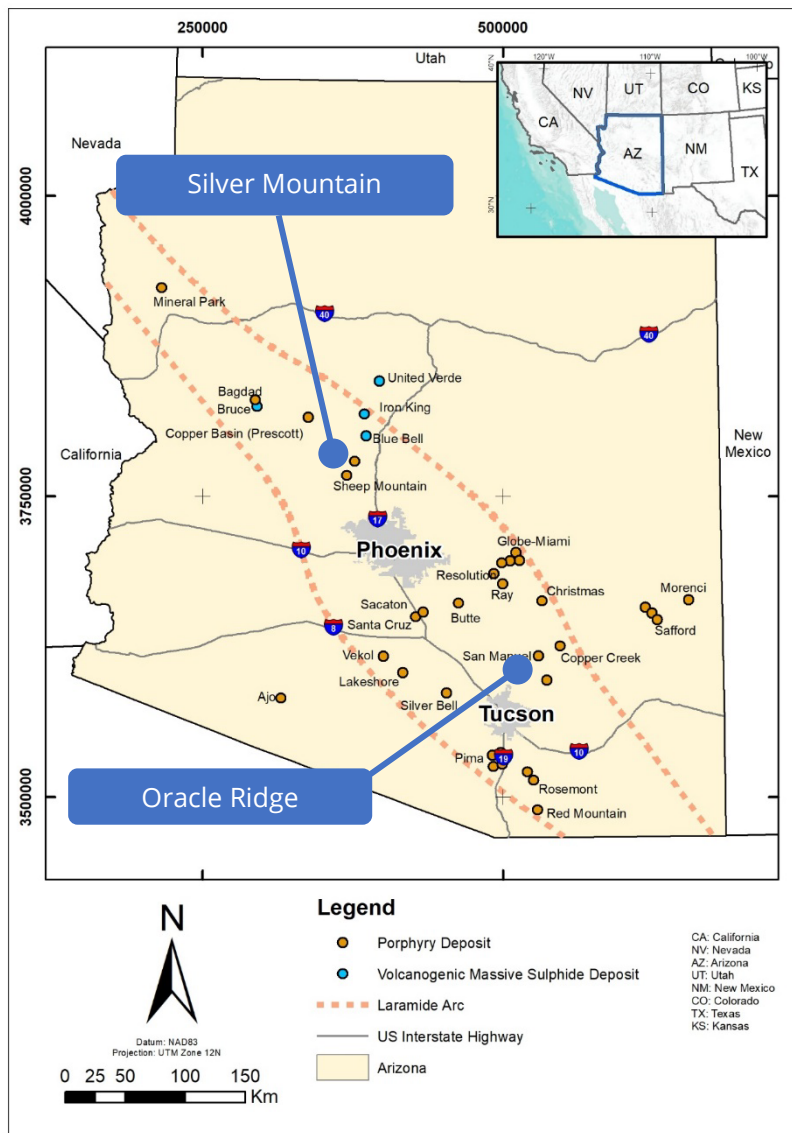 250000
500000
Utah
Nevada
120°W
110°W
100°W
40°N
30°N
NV
UT
CO
KS
CA
AZ
NM
TX
4000000
Silver Mountain
Mineral Park
40
40
United Verde
Bagdad
Bruce
Iron King
Copper Basin (Prescott)
Blue Bell
California
New
Mexico
Sheep Mountain
3750000
17
Phoenix
10
Globe-Miami
Resolution
Ray
Christmas
Morenci
Sacaton
Santa Cruz
Butte
Safford
8
Vekol
San Manuel
Copper Creek
Lakeshore
Ajo
Silver Bell
Tucson
10
Pima
19
Rosemont
3500000
Oracle Ridge
Red Mountain
N
Datum: NAD83
Projection: UTM Zone 12N
0 25 50 100 150
Km
Legend
Porphyry Deposit
Volcanogenic Massive Sulphide Deposit
Laramide Arc
US Interstate Highway
Arizona
CA: California
NV: Nevada
AZ: Arizona
UT: Utah
NM: New Mexico
CO: Colorado
TX: Texas
KS: Kansas